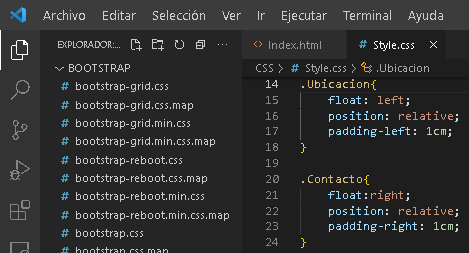 Archivo Editar Selección Ver Ir Ejecutar Terminal Ayuda
EXPLORADOR:...
BOOTSTRAP
# bootstrap-grid.css
# bootstrap-grid.css.map
# bootstrap-grid.min.css
# bootstrap-grid.min.css.map
# bootstrap-reboot.css
# bootstrap-reboot.css.map
# bootstrap-reboot.min.css
# bootstrap-reboot.min.css.map
# bootstrap.css
# bootstrap.css.map
<> Index.html # Style.css ×
CSS > # Style.css > .Ubicacion
14 .Ubicacion{
15 float: left;
16 position: relative;
17 padding-left: 1cm;
18 }
19
20 .Contacto{
21 float:right;
22 position: relative;
23 padding-right: 1cm;
24 }